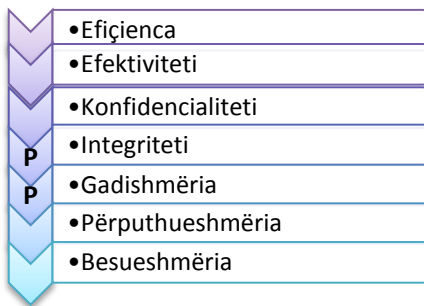 •Efiçienca
•Efektiviteti
•Konfidencialiteti
P •Integriteti
P •Gadishmëria
•Përputhueshmëria
•Besueshmëria